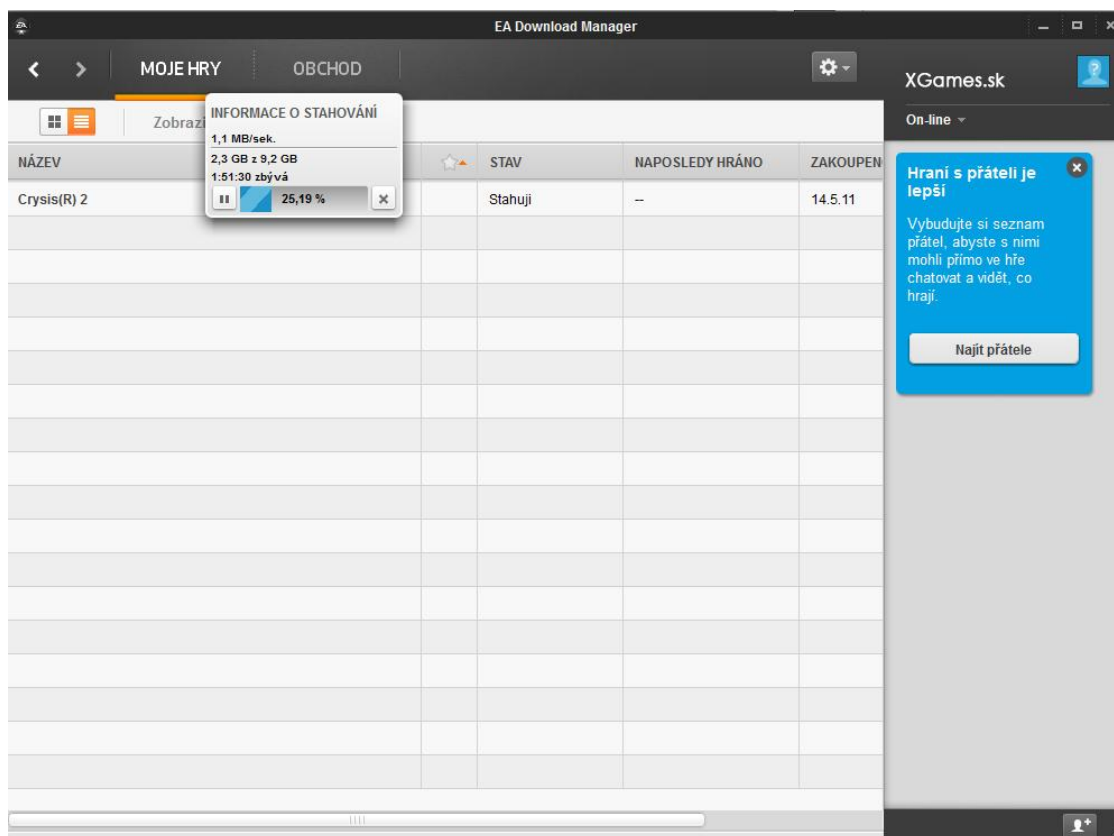 EA Download Manager
MOJE HRY
OBCHOD
XGames.sk
On-line
INFORMACE O STAHOVÁNÍ
1,1 MB/sek.
2,3 GB z 9,2 GB
1:51:30 zbývá
25,19 %
NÁZEV
STAV
NAPOSLEDY HRÁNO
Crysis(R) 2
Stahuji
--
14.5.11
Hraní s přáteli je
lepší
Vybudujte si seznam
přátel, abyste s nimi
mohli přímo ve hře
chatovat a vidět, co
hrají.
Najít přátele